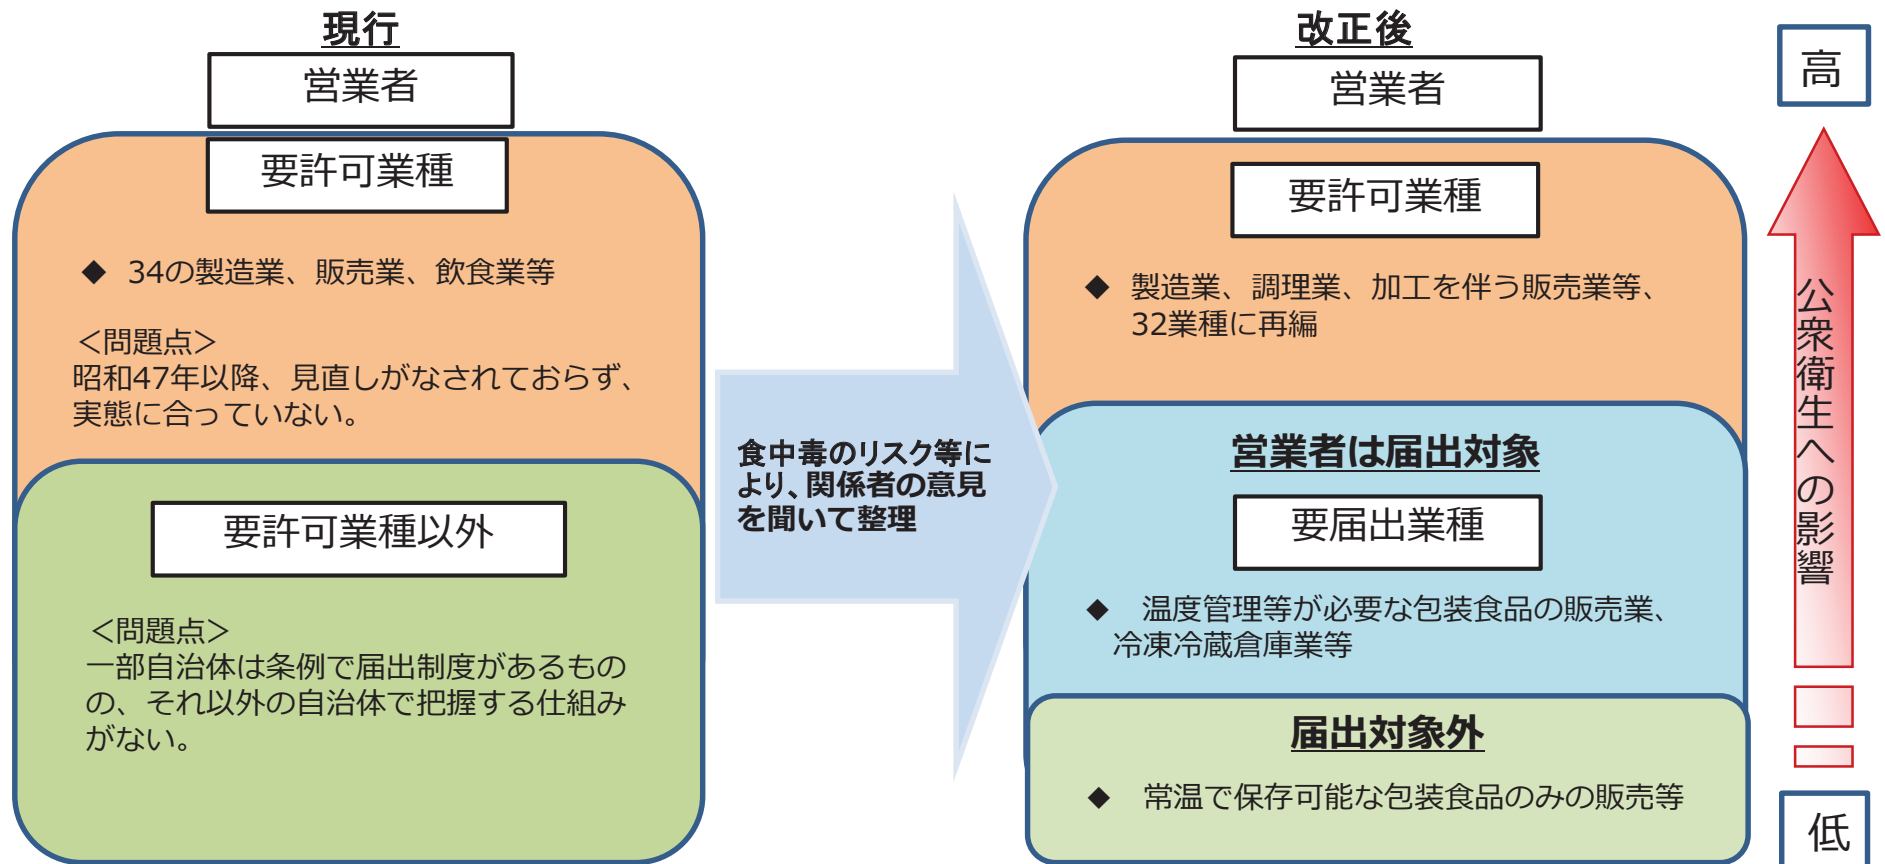 現行
営業者
要許可業種
◆ 34の製造業、販売業、飲食業等
＜問題点＞
昭和47年以降、見直しがなされておらず、
実態に合っていない。
要許可業種以外
＜問題点＞
一部自治体は条例で届出制度があるもの
の、それ以外の自治体で把握する仕組み
がない。
食中毒のリスク等に
より、関係者の意見
を聞いて整理
改正後
営業者
要許可業種
◆ 製造業、調理業、加工を伴う販売業等、
32業種に再編
営業者は届出対象
要届出業種
◆ 温度管理等が必要な包装食品の販売業、
冷凍冷蔵倉庫業等
届出対象外
◆ 常温で保存可能な包装食品のみの販売等
高
公衆衛生への影響
低